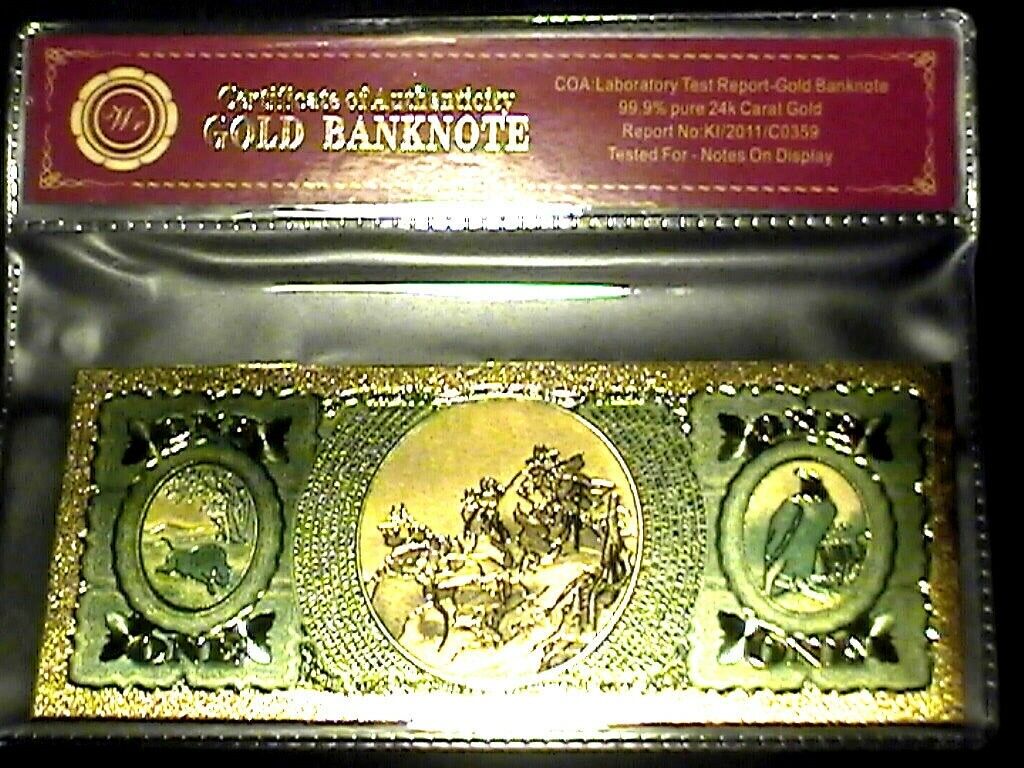 Certificate of Authenticity
GOLD BANKNOTE
COA:Laboratory Test Report-Gold Banknote
99.9% pure 24k Carat Gold
Report No:KI/2011/C0359
Tested For - Notes On Display
ONE
ONE
ONE
ONE